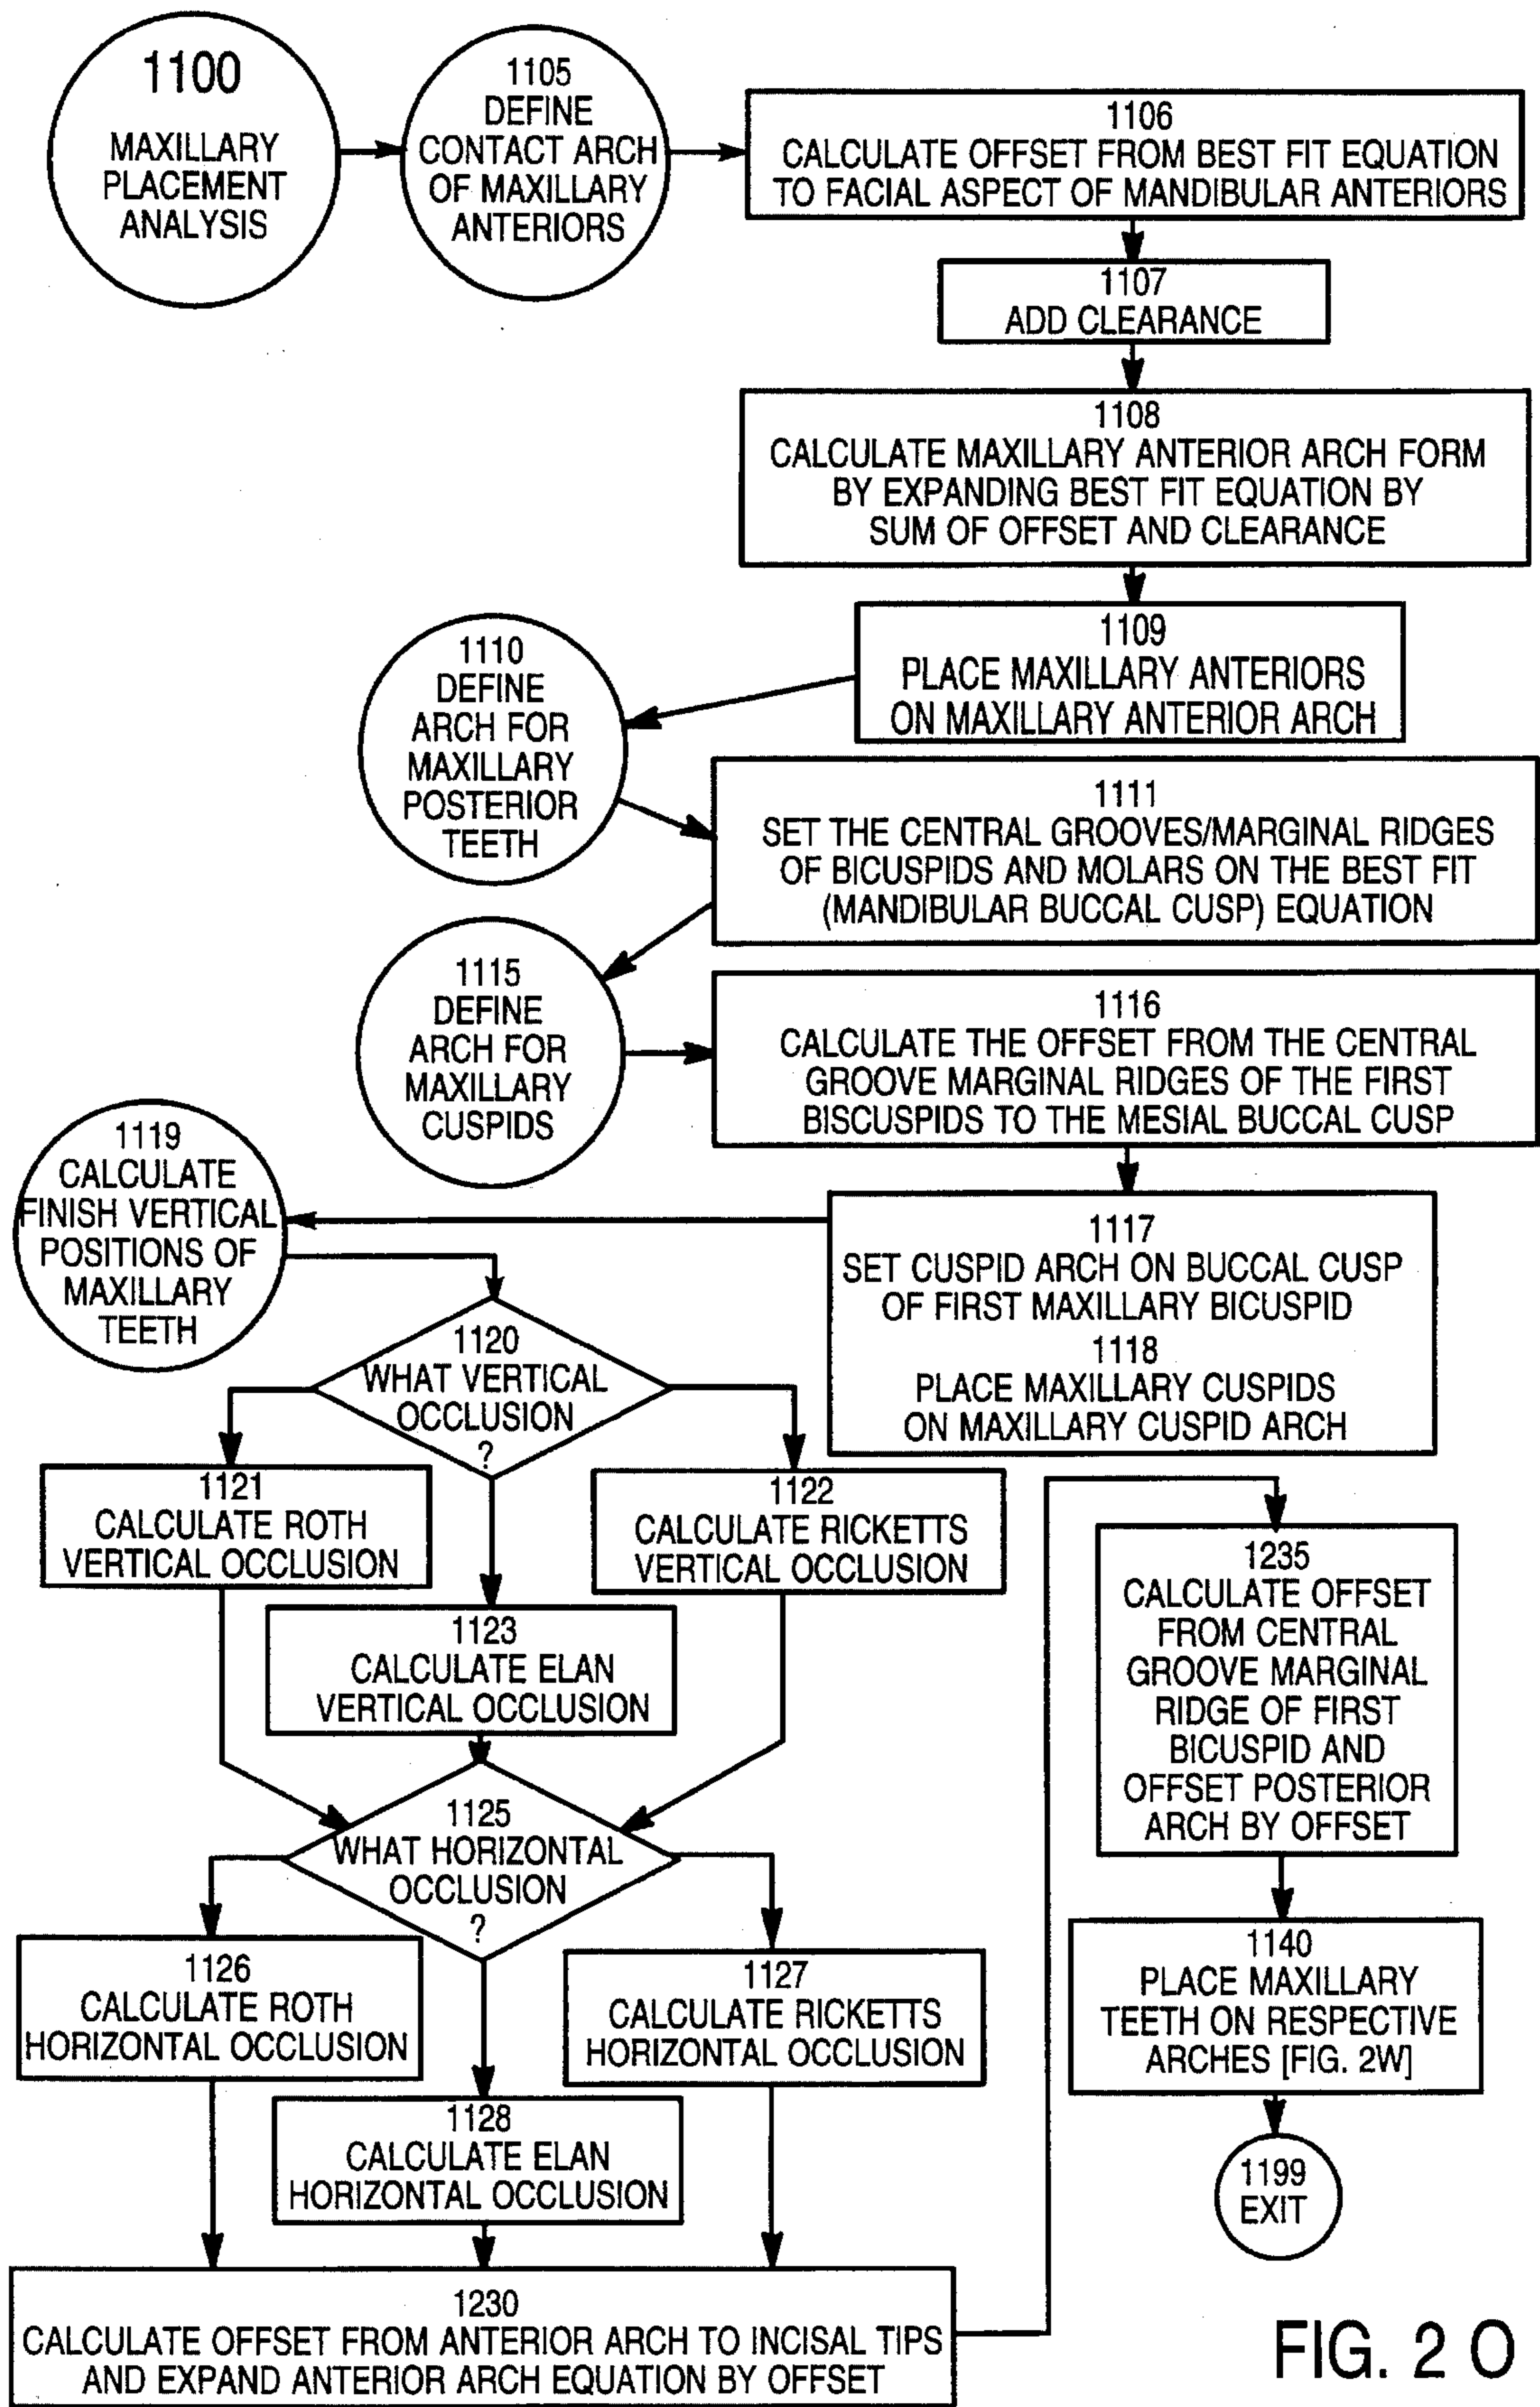 1100
MAXILLARY
PLACEMENT
ANALYSIS
1105
DEFINE
CONTACT ARCH
OF MAXILLARY
ANTERIORS
1106
CALCULATE OFFSET FROM BEST FIT EQUATION
TO FACIAL ASPECT OF MANDIBULAR ANTERIORS
1107
ADD CLEARANCE
1108
CALCULATE MAXILLARY ANTERIOR ARCH FORM
BY EXPANDING BEST FIT EQUATION BY
SUM OF OFFSET AND CLEARANCE
1109
PLACE MAXILLARY ANTERIORS
ON MAXILLARY ANTERIOR ARCH
1110
DEFINE
ARCH FOR
MAXILLARY
POSTERIOR
TEETH
1111
SET THE CENTRAL GROOVES/MARGINAL RIDGES
OF BICUSPIDS AND MOLARS ON THE BEST FIT
(MANDIBULAR BUCCAL CUSP) EQUATION
1115
DEFINE
ARCH FOR
MAXILLARY
CUSPIDS
1116
CALCULATE THE OFFSET FROM THE CENTRAL
GROOVE MARGINAL RIDGES OF THE FIRST
BISCUSPIDS TO THE MESIAL BUCCAL CUSP
1117
SET CUSPID ARCH ON BUCCAL CUSP
OF FIRST MAXILLARY BICUSPID
1118
PLACE MAXILLARY CUSPIDS
ON MAXILLARY CUSPID ARCH
1119
CALCULATE
FINISH VERTICAL
POSITIONS OF
MAXILLARY
TEETH
1120
WHAT VERTICAL
OCCLUSION
?
1121
CALCULATE ROTH
VERTICAL OCCLUSION
1122
CALCULATE RICKETTS
VERTICAL OCCLUSION
1123
CALCULATE ELAN
VERTICAL OCCLUSION
1125
WHAT HORIZONTAL
OCCLUSION
?
1126
CALCULATE ROTH
HORIZONTAL OCCLUSION
1127
CALCULATE RICKETTS
HORIZONTAL OCCLUSION
1128
CALCULATE ELAN
HORIZONTAL OCCLUSION
1230
CALCULATE OFFSET FROM ANTERIOR ARCH TO INCISAL TIPS
AND EXPAND ANTERIOR ARCH EQUATION BY OFFSET
1235
CALCULATE OFFSET
FROM CENTRAL
GROOVE MARGINAL
RIDGE OF FIRST
BICUSPID AND
OFFSET POSTERIOR
ARCH BY OFFSET
1140
PLACE MAXILLARY
TEETH ON RESPECTIVE
ARCHES [FIG. 2W]
1199
EXIT
FIG. 2 O